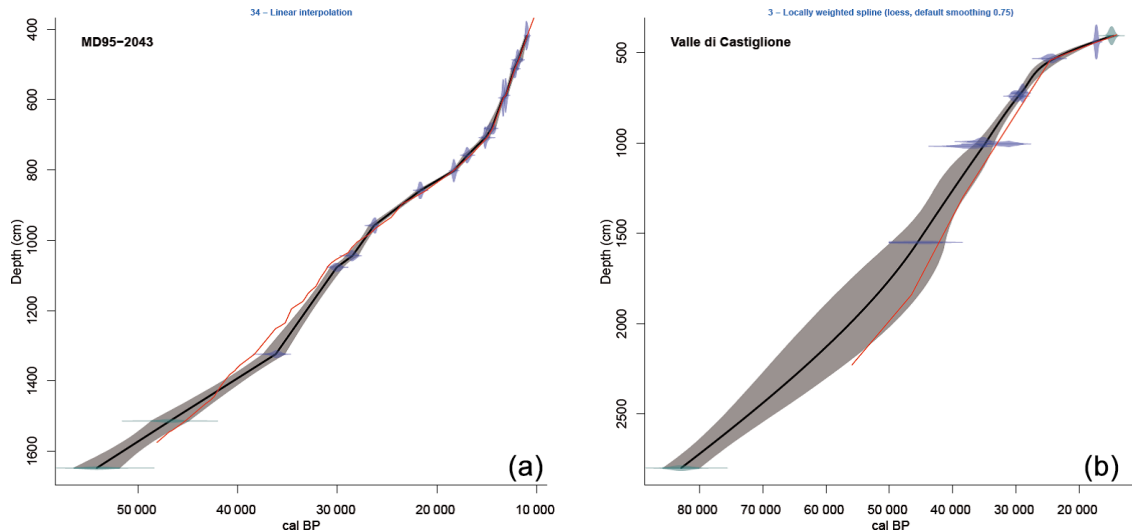 34 – Linear interpolation
MD95−2043
400
600
800
1000
1200
1400
1600
Depth (cm)
50 000 40 000 30 000 20 000 10 000
cal BP
(a)
3 – Locally weighted spline (loess, default smoothing 0.75)
Valle di Castiglione
500
1000
1500
2000
2500
Depth (cm)
80 000 70 000 60 000 50 000 40 000 30 000 20 000
cal BP
(b)